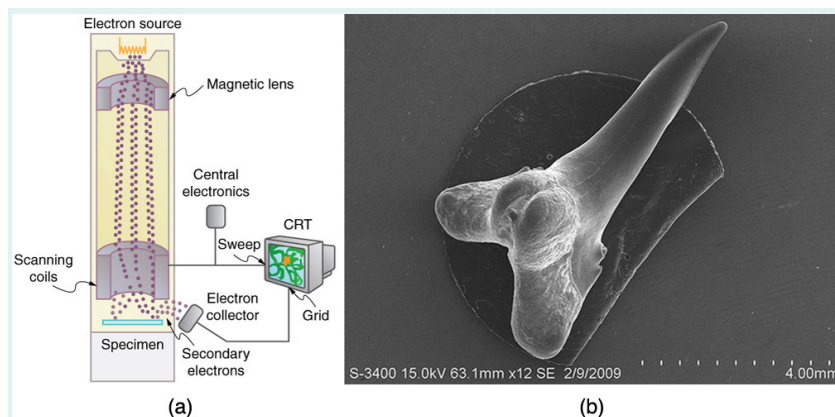 Electron source
Magnetic lens
Central
electronics
CRT
Sweep
Scanning
coils
Electron
collector
Grid
Specimen
Secondary
electrons
(a)
S-3400 15.0kV 63.1mm x12 SE 2/9/2009
4.00mm
(b)